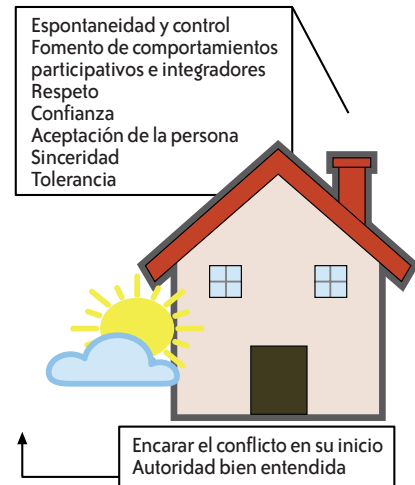 Espontaneidad y control
Fomento de comportamientos
participativos e integradores
Respeto
Confianza
Aceptación de la persona
Sinceridad
Tolerancia
Encarar el conflicto en su inicio
Autoridad bien entendida